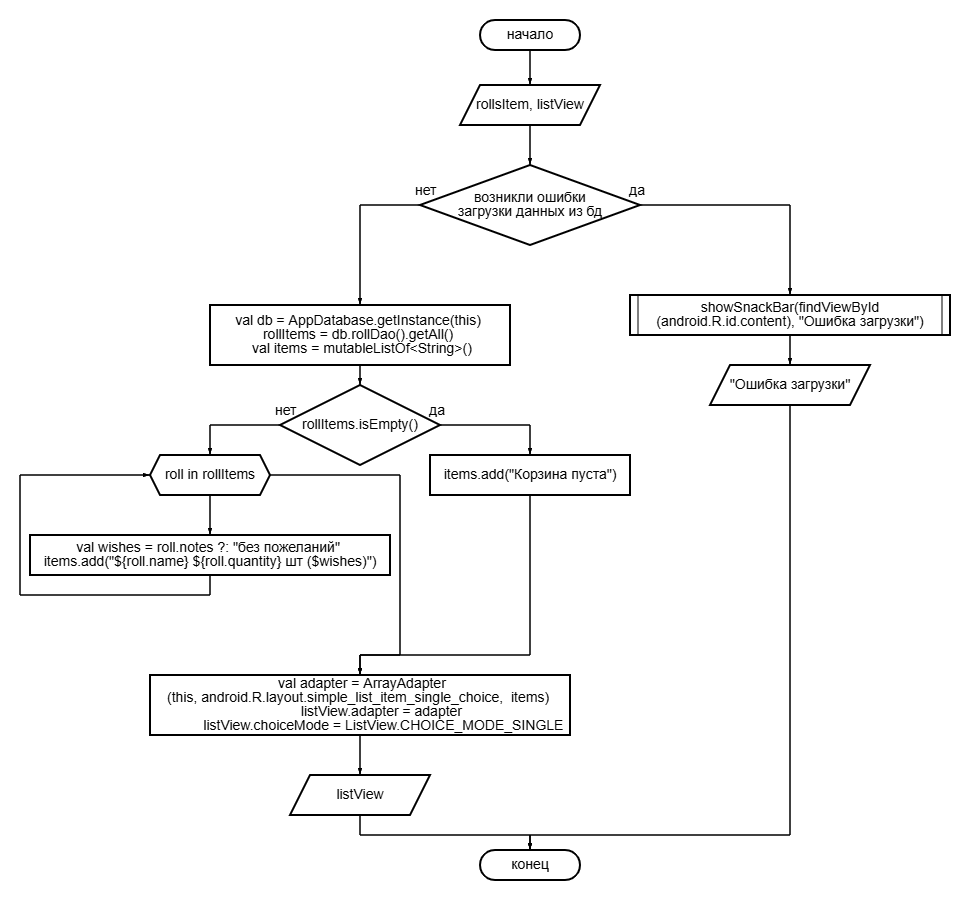 начало
rollsItem, listView
нет
да
возникли ошибки
загрузки данных из бд
val db = AppDatabase.getInstance(this)
rollItems = db.rollDao().getAll()
val items = mutableListOf<String>()
showSnackBar(findViewById
(android.R.id.content), "Ошибка загрузки")
"Ошибка загрузки"
нет
да
rollItems.isEmpty()
roll in rollItems
items.add("Корзина пуста")
val wishes = roll.notes ?: "без пожеланий"
items.add("${roll.name} ${roll.quantity} шт ($wishes)")
val adapter = ArrayAdapter
(this, android.R.layout.simple_list_item_single_choice,  items)
listView.adapter = adapter
listView.choiceMode = ListView.CHOICE_MODE_SINGLE
listView
конец